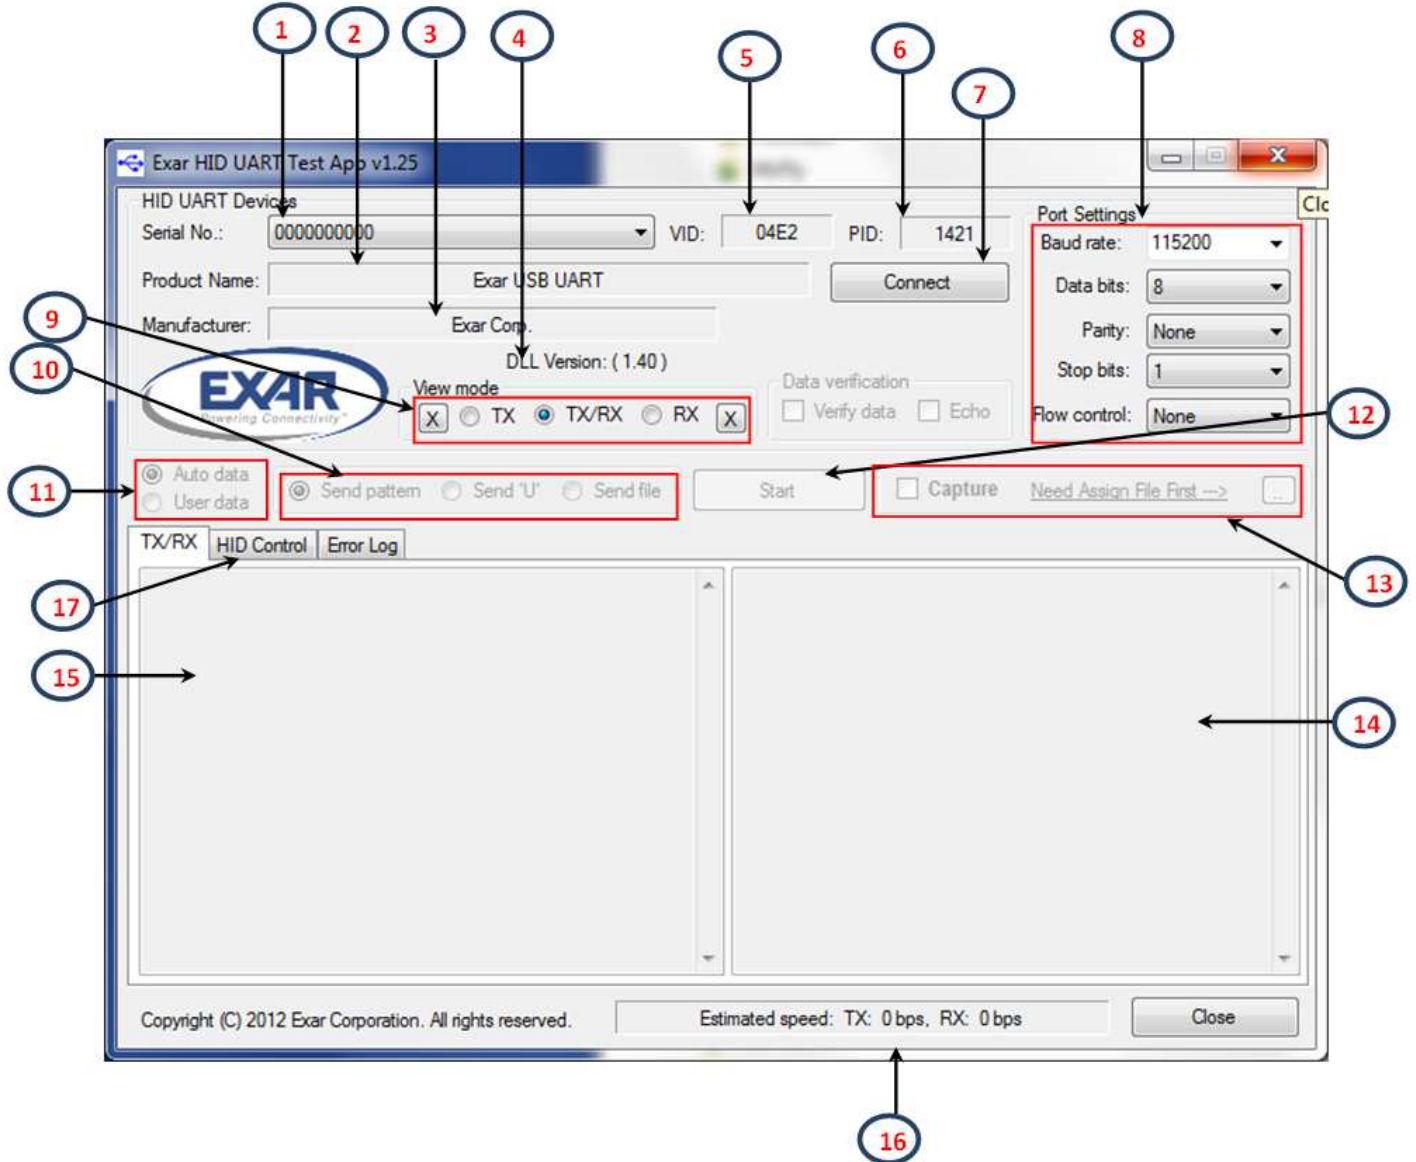 1 2 3 4 5 6 7 8
Exar HID UART Test App v1.25
HID UART Devices
Serial No.: 0000000000 VID: 04E2 PID: 1421
Product Name: Exar USB UART Connect
Manufacturer: Exar Corp.
DLL Version: ( 1.40 )
Port Settings
Clo
Baud rate: 115200
Data bits: 8
Parity: None
Stop bits: 1
Flow control: None
9
10
EXAR
Powering Connectivity™
View mode
X TX TX/RX RX X
Data verification
Verify data Echo
12
11
Auto data
User data
Send pattern Send 'U' Send file
Start
Capture Need Assign File First ---> ..
TX/RX HID Control Error Log
13
17
15
14
Copyright (C) 2012 Exar Corporation. All rights reserved. Estimated speed: TX: 0 bps, RX: 0 bps Close
16